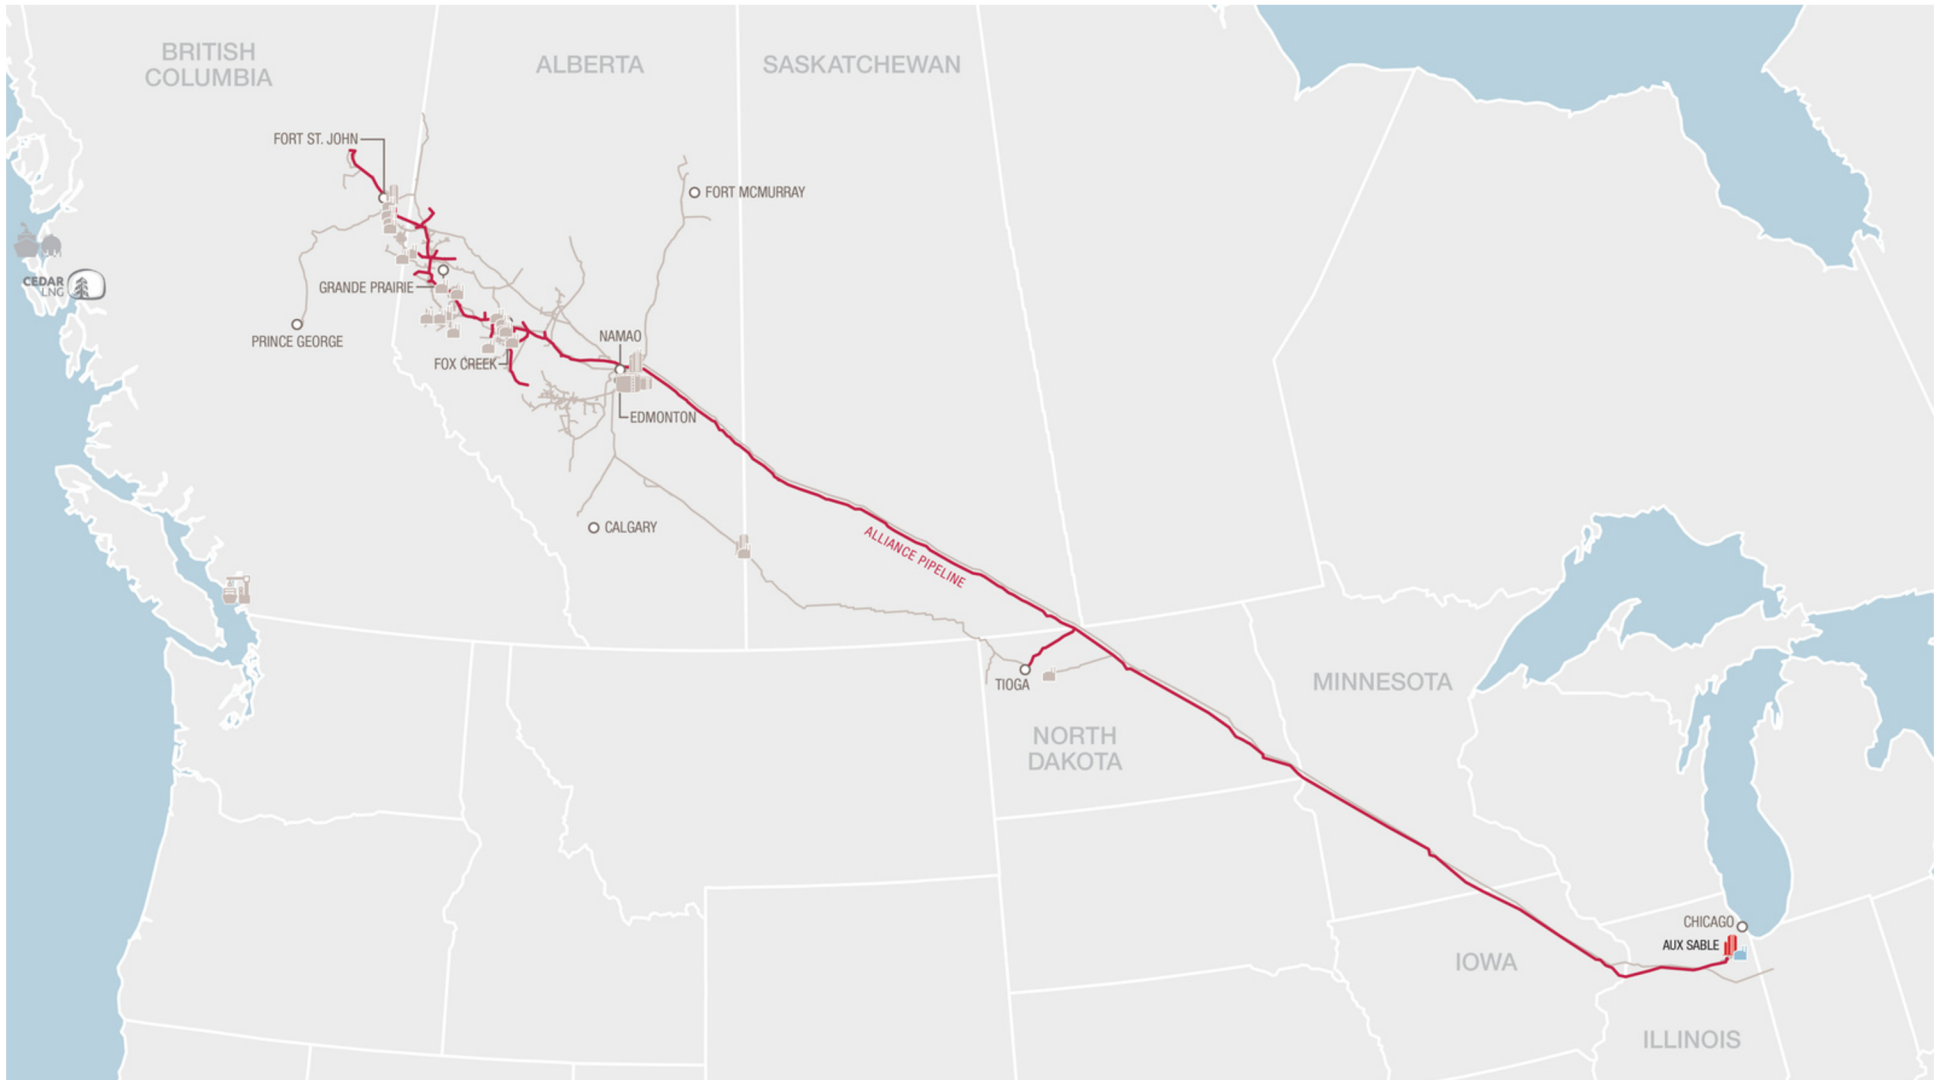 BRITISH
COLUMBIA
ALBERTA
SASKATCHEWAN
FORT ST. JOHN
FORT MCMURRAY
CEDAR
LNG
GRANDE PRAIRIE
PRINCE GEORGE
NAMAO
FOX CREEK
EDMONTON
CALGARY
ALLIANCE PIPELINE
TIOGA
MINNESOTA
NORTH
DAKOTA
CHICAGO
AUX SABLE
IOWA
ILLINOIS